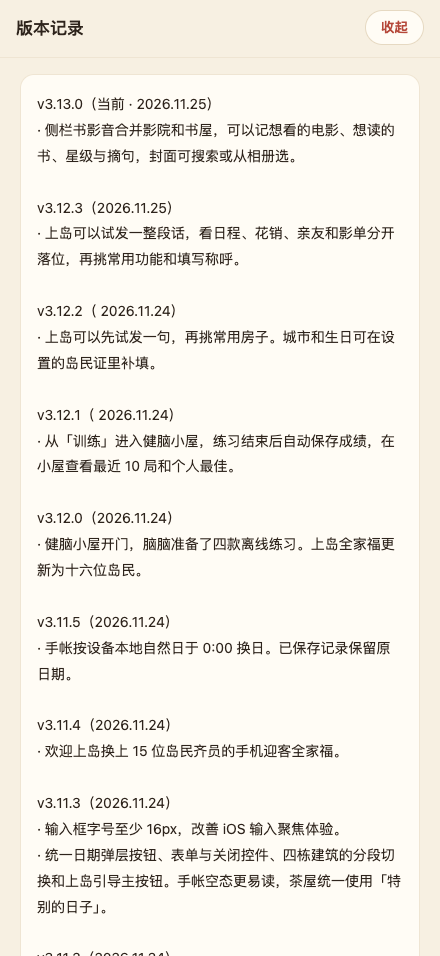 版本记录
收起
v3.13.0（当前 · 2026.11.25）
· 侧栏书影音合并影院和书屋，可以记想看的电影、想读的
书、星级与摘句，封面可搜索或从相册选。
v3.12.3（2026.11.25）
· 上岛可以试发一整段话，看日程、花销、亲友和影单分开
落位，再挑常用功能和填写称呼。
v3.12.2（ 2026.11.24）
· 上岛可以先试发一句，再挑常用房子。城市和生日可在设
置的岛民证里补填。
v3.12.1（ 2026.11.24）
· 从「训练」进入健脑小屋，练习结束后自动保存成绩，在
小屋查看最近 10 局和个人最佳。
v3.12.0（2026.11.24）
· 健脑小屋开门，脑脑准备了四款离线练习。上岛全家福更
新为十六位岛民。
v3.11.5（2026.11.24）
· 手帐按设备本地自然日于 0:00 换日。已保存记录保留原
日期。
v3.11.4（2026.11.24）
· 欢迎上岛换上 15 位岛民齐员的手机迎客全家福。
v3.11.3（2026.11.24）
· 输入框字号至少 16px，改善 iOS 输入聚焦体验。
· 统一日期弹层按钮、表单与关闭控件、四栋建筑的分段切
换和上岛引导主按钮。手帐空态更易读，茶屋统一使用「特
别的日子」。